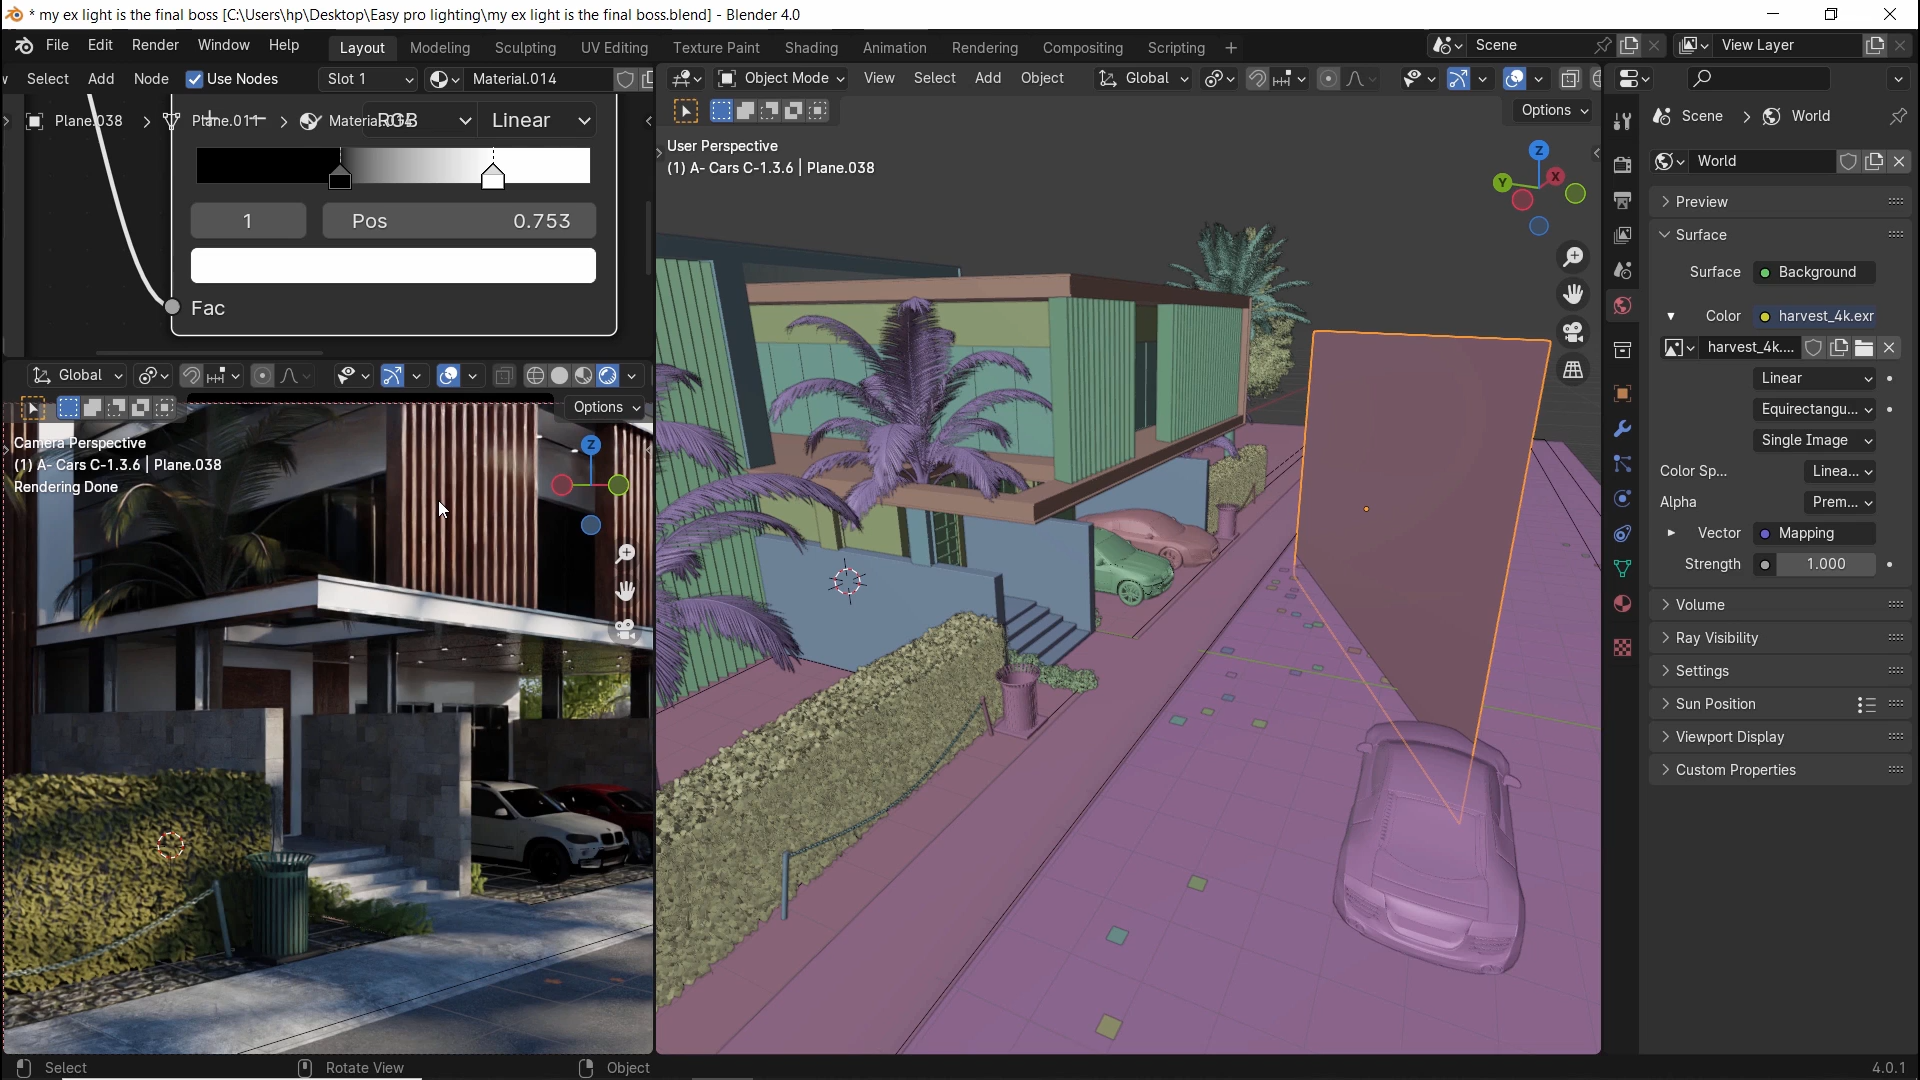 * my ex light is the final boss [C:\Users\hp\Desktop\Easy pro lighting\my ex light is the final boss.blend] - Blender 4.0
File Edit Render Window Help Layout Modeling Sculpting UV Editing Texture Paint Shading Animation Rendering Compositing Scripting + Scene View Layer
Select Add Node Use Nodes Slot 1 Material.014
Object Mode View Select Add Object Global
Options
Plane.038 > Plane.011 > RGB Linear
1 Pos 0.753
Fac
Global
Options
Camera Perspective
(1) A- Cars C-1.3.6 | Plane.038
Rendering Done
Z
User Perspective
(1) A- Cars C-1.3.6 | Plane.038
Z
Y X
Scene > World
World
Preview
Surface
Surface Background
Color harvest_4k.exr
harvest_4k....
Linear
Equirectangu...
Single Image
Color Sp... Linea...
Alpha Prem...
Vector Mapping
Strength 1.000
Volume
Ray Visibility
Settings
Sun Position
Viewport Display
Custom Properties
Select Rotate View Object 4.0.1